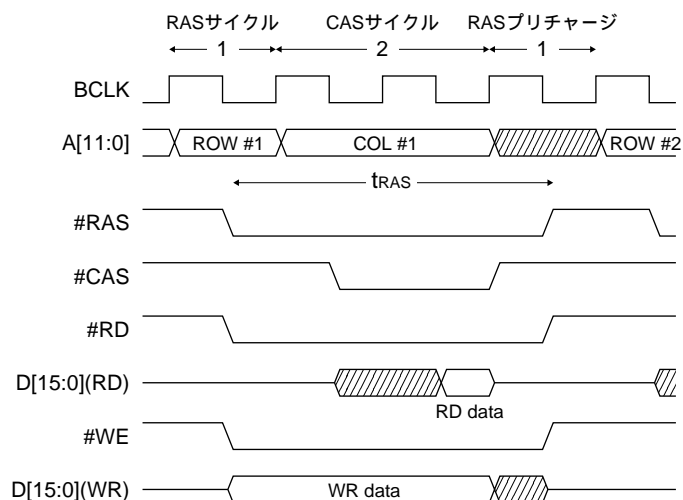 RASサイクル CASサイクル RASプリチャージ
1 2 1
BCLK
A[11:0] ROW #1 COL #1 ROW #2
tRAS
#RAS
#CAS
#RD
D[15:0](RD)
RD data
#WE
D[15:0](WR) WR data